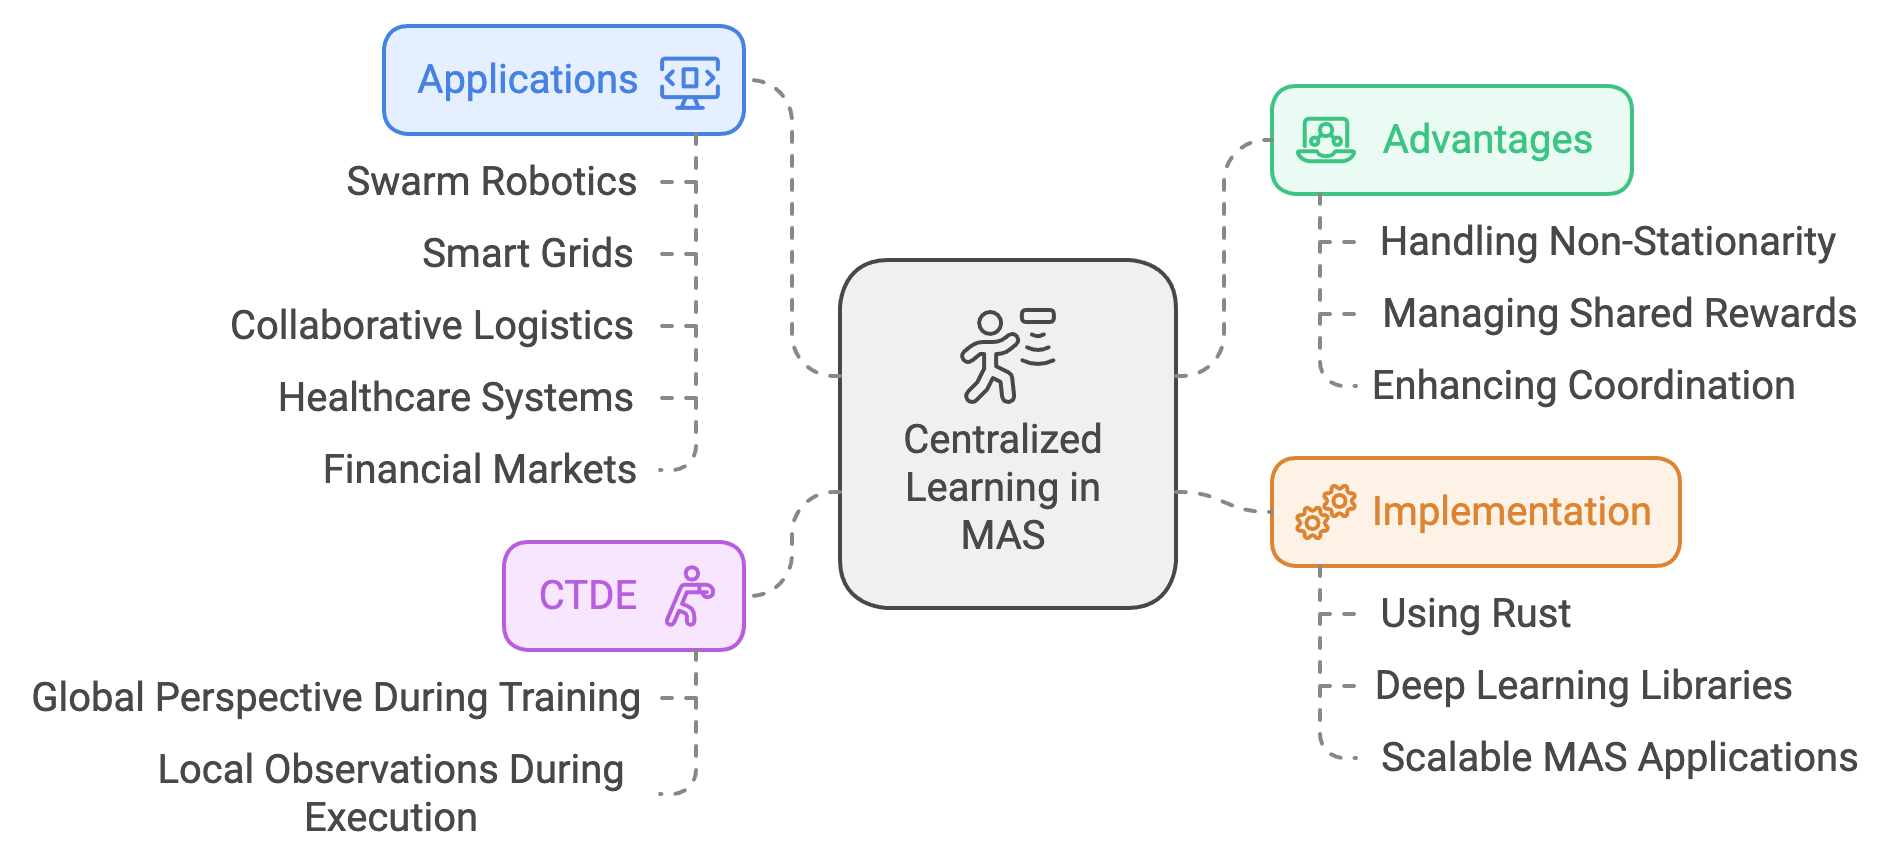 Applications
Swarm Robotics
Smart Grids
Collaborative Logistics
Healthcare Systems
Financial Markets
CTDE
Global Perspective During Training
Local Observations During
Execution
Centralized
Learning in
MAS
Advantages
Handling Non-Stationarity
Managing Shared Rewards
Enhancing Coordination
Implementation
Using Rust
Deep Learning Libraries
Scalable MAS Applications